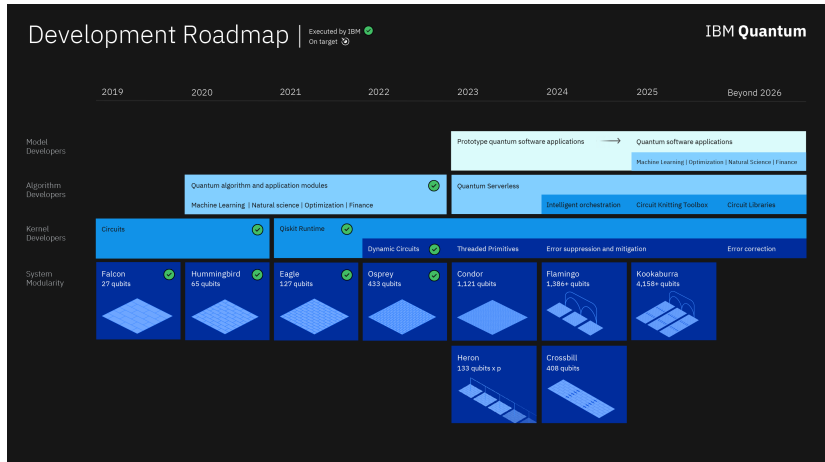 Development Roadmap | Executed by IBM
On target
IBM Quantum
2019 2020 2021 2022 2023 2024 2025 Beyond 2026
Model
Developers
Prototype quantum software applications → Quantum software applications
Machine Learning | Optimization | Natural Science | Finance
Algorithm
Developers
Quantum algorithm and application modules
Machine Learning | Natural science | Optimization | Finance
Quantum Serverless
Intelligent orchestration Circuit Knitting Toolbox Circuit Libraries
Kernel
Developers
Circuits
Qiskit Runtime
Dynamic Circuits Threaded Primitives Error suppression and mitigation Error correction
System
Modularity
Falcon
27 qubits
Hummingbird
65 qubits
Eagle
127 qubits
Osprey
433 qubits
Condor
1,121 qubits
Flamingo
1,386+ qubits
Kookaburra
4,158+ qubits
Heron
133 qubits x p
Crossbill
408 qubits